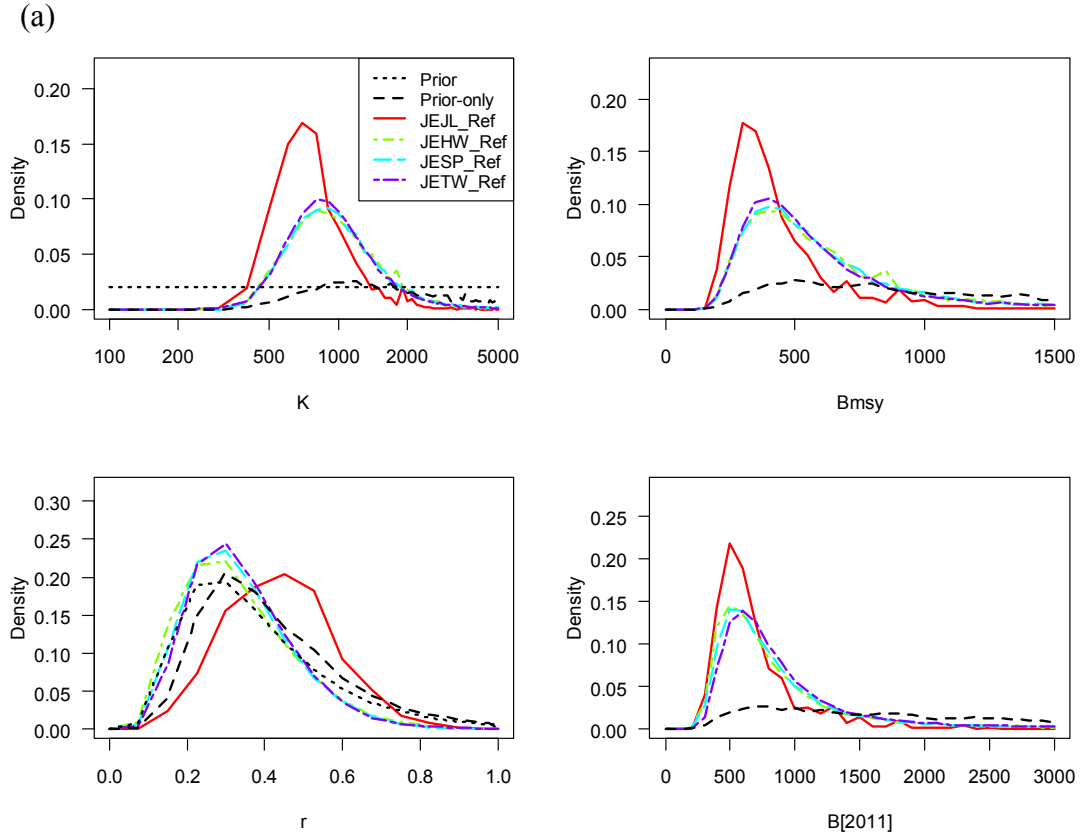 (a)
Density
0.20
0.15
0.10
0.05
0.00
100 200 500 1000 2000 5000
K
Prior
Prior-only
JEJL_Ref
JEHW_Ref
JESP_Ref
JETW_Ref
Density
0.20
0.15
0.10
0.05
0.00
0 500 1000 1500
Bmsy
Density
0.30
0.25
0.20
0.15
0.10
0.05
0.00
0.0 0.2 0.4 0.6 0.8 1.0
r
Density
0.25
0.20
0.15
0.10
0.05
0.00
0 500 1000 1500 2000 2500 3000
B[2011]